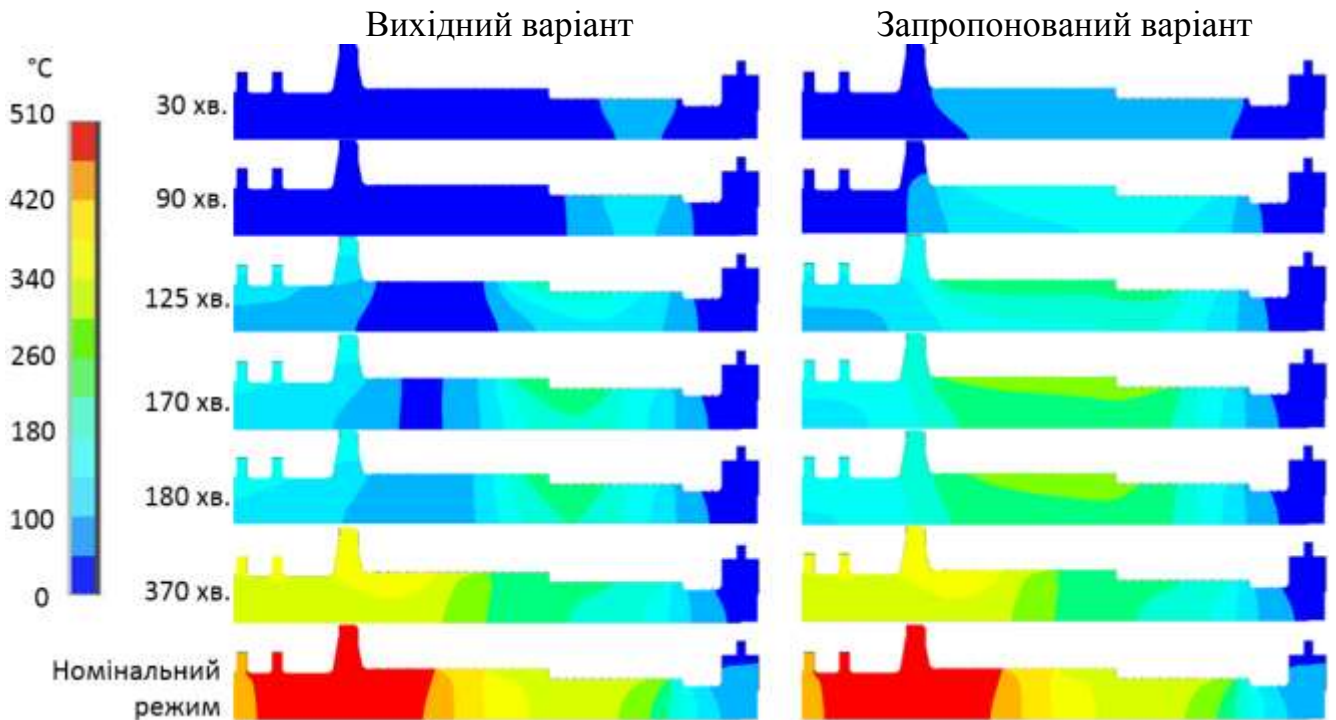 Вихідний варіант
Запропонований варіант
°C
510
420
340
260
180
100
0
30 хв.
90 хв.
125 хв.
170 хв.
180 хв.
370 хв.
Номінальний
режим